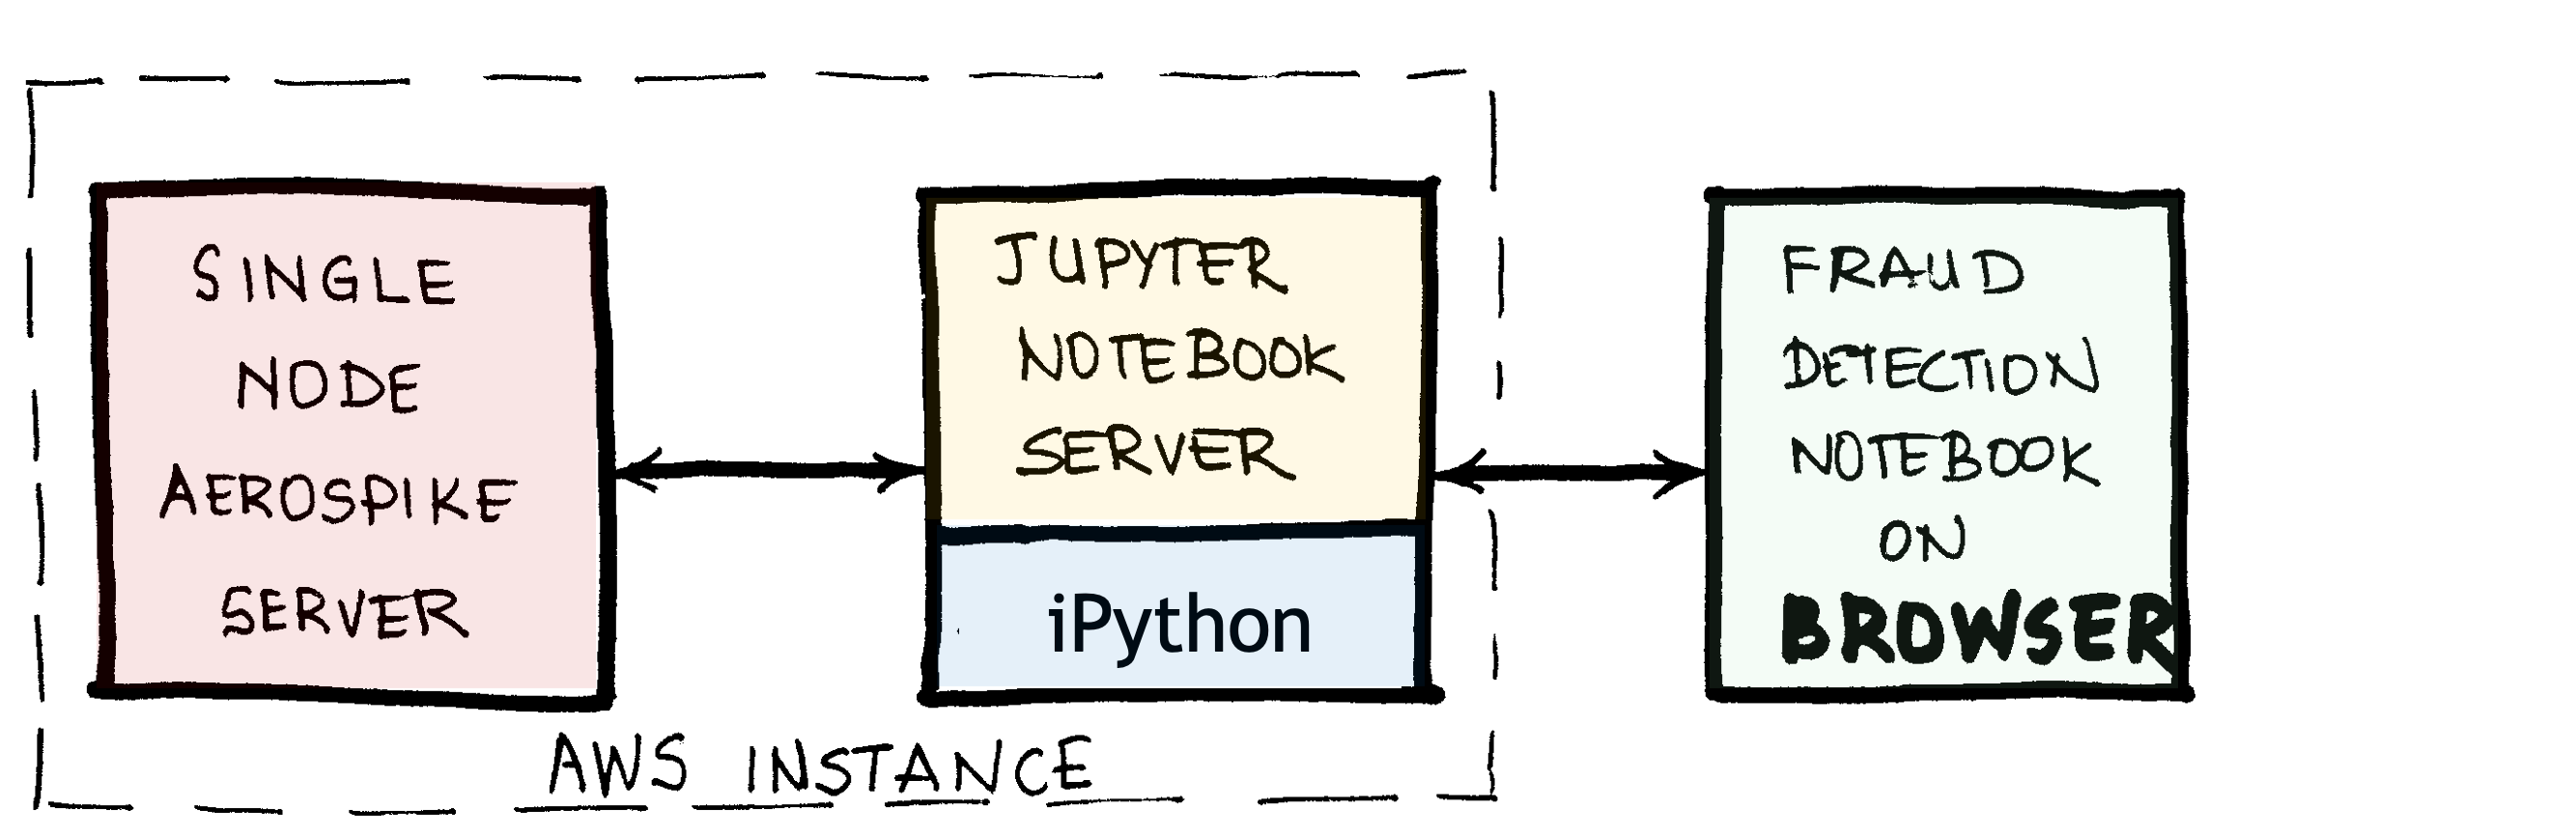 SINGLE
NODE
AEROSPIKE
SERVER
JUPYTER
NOTEBOOK
SERVER
iPython
FRAUD
DETECTION
NOTEBOOK
ON
BROWSER
AWS INSTANCE